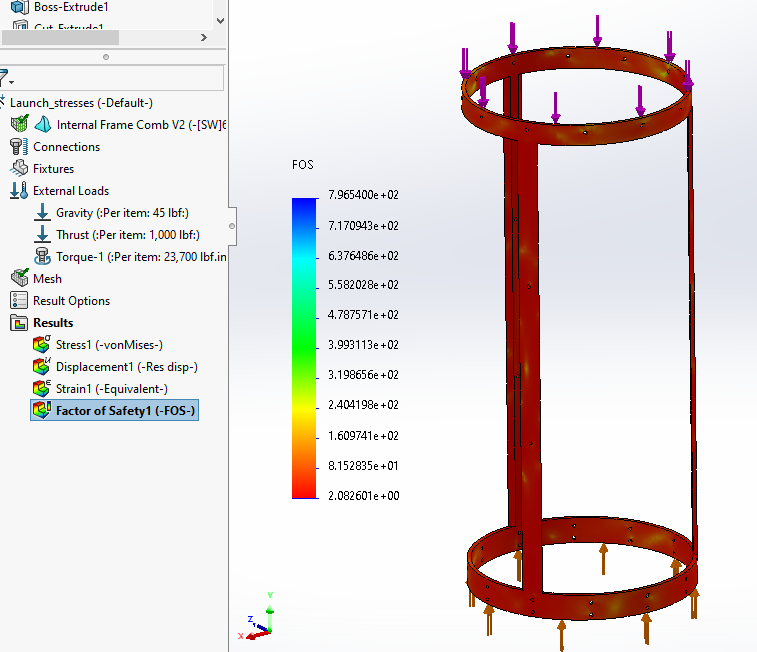 Boss-Extrude1
Cut-Extrude1
Launch_stresses (-Default-)
Internal Frame Comb V2 (-[SW]6
Connections
Fixtures
External Loads
Gravity (:Per item: 45 lbf:)
Thrust (:Per item: 1,000 lbf:)
Torque-1 (:Per item: 23,700 lbf.in
Mesh
Result Options
Results
Stress1 (-vonMises-)
Displacement1 (-Res disp-)
Strain1 (-Equivalent-)
Factor of Safety1 (-FOS-)
FOS
7.965400e+02
7.170943e+02
6.376486e+02
5.582028e+02
4.787571e+02
3.993113e+02
3.198656e+02
2.404198e+02
1.609741e+02
8.152835e+01
2.082601e+00
Y
Z
X